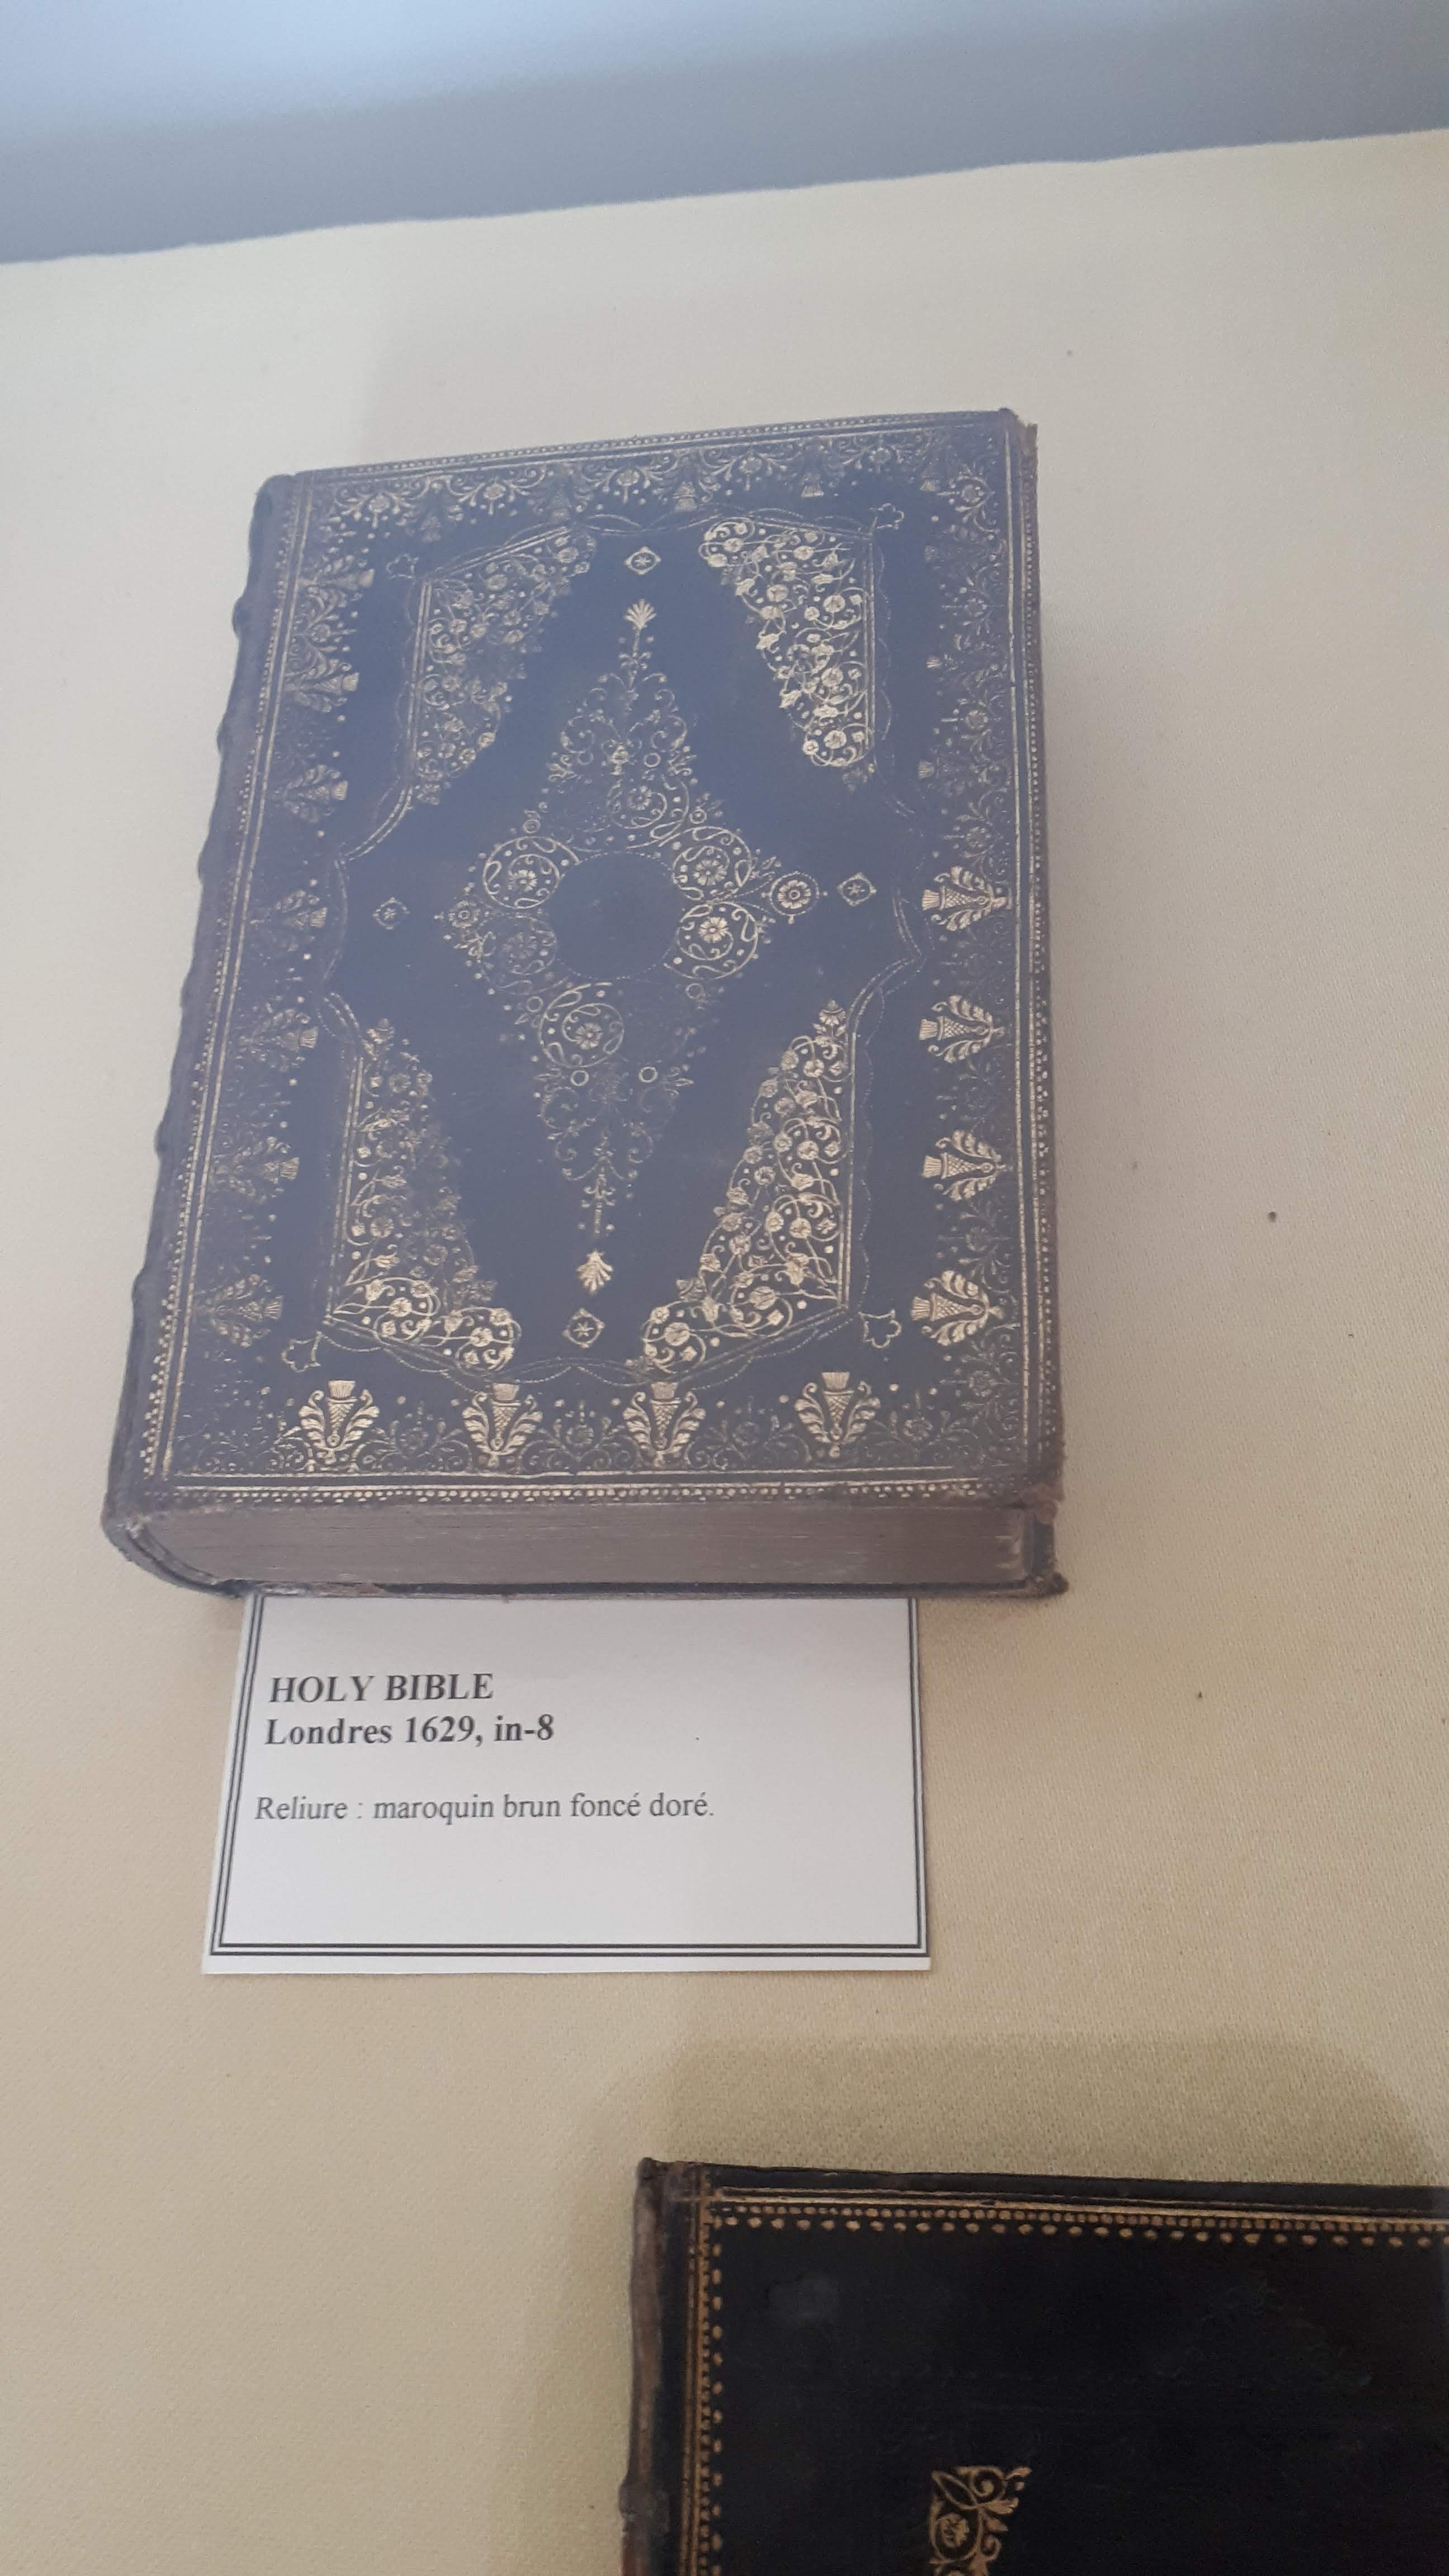 HOLY BIBLE
Londres 1629, in-8
Reliure : maroquin brun foncé doré.